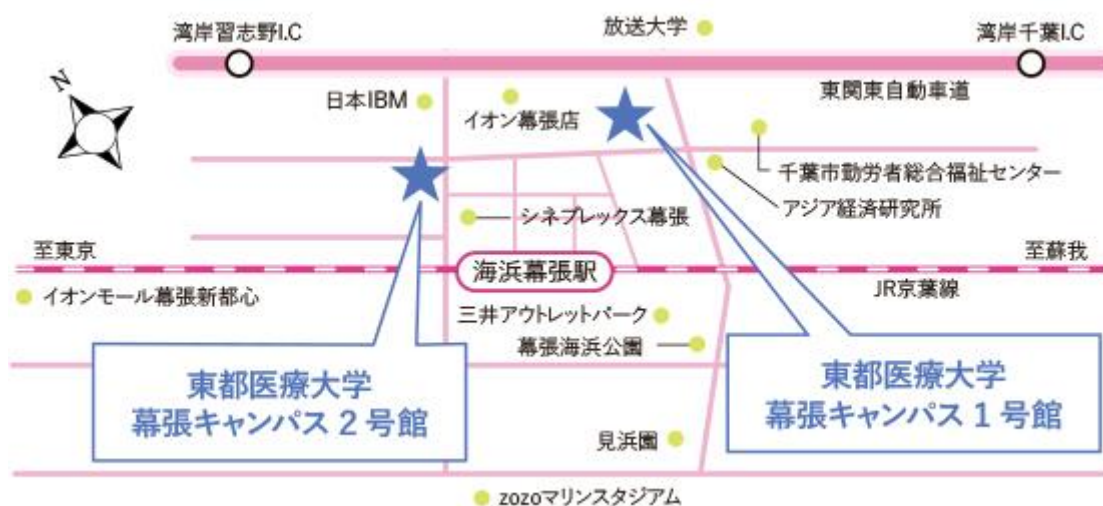 放送大学
湾岸習志野I.C
湾岸千葉I.C
N
日本IBM
イオン幕張店
東関東自動車道
千葉市勤労者総合福祉センター
アジア経済研究所
シネプレックス幕張
至東京
海浜幕張駅
至蘇我
イオンモール幕張新都心
JR京葉線
三井アウトレットパーク
幕張海浜公園
東都医療大学
幕張キャンパス 2 号館
東都医療大学
幕張キャンパス 1 号館
見浜園
zozoマリンスタジアム